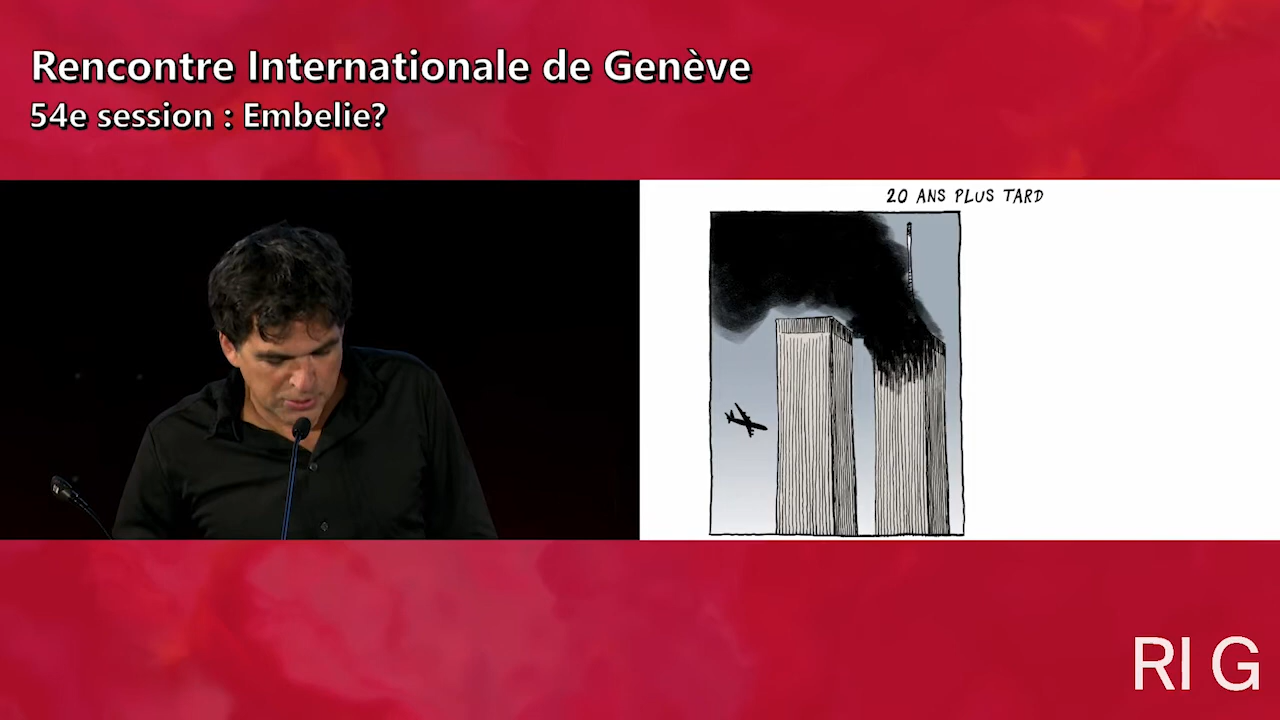 Rencontre Internationale de Genève
54e session : Embelie?
20 ANS PLUS TARD
RI G